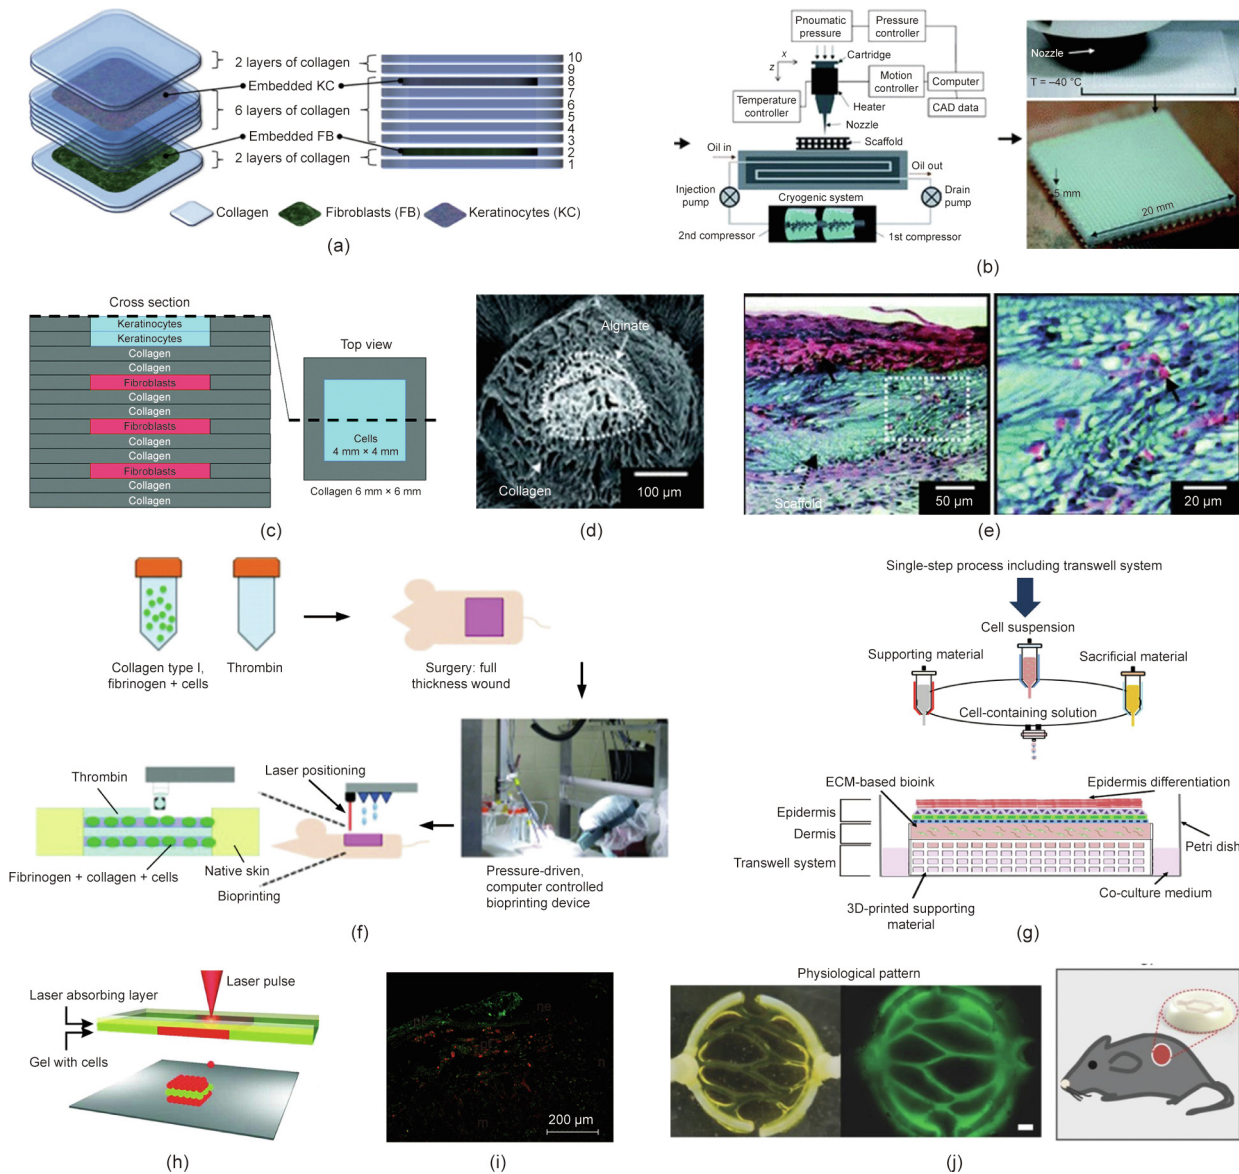 2 layers of collagen
Embedded KC
6 layers of collagen
Embedded FB
2 layers of collagen
10
9
8
7
6
5
4
3
2
1
Collagen
Fibroblasts (FB)
Keratinocytes (KC)
(a)
Pnoumatic
pressure
Pressure
controller
x
z
Cartridge
Motion
controller
Computer
Temperature
controller
Heater
CAD data
Nozzle
Scaffold
Oil in
Oil out
Injection
pump
Cryogenic system
Drain
pump
2nd compressor
1st compressor
Nozzle
T = –40 °C
5 mm
20 mm
(b)
Cross section
Keratinocytes
Keratinocytes
Collagen
Collagen
Fibroblasts
Collagen
Collagen
Fibroblasts
Collagen
Collagen
Fibroblasts
Collagen
Collagen
Top view
Cells
4 mm × 4 mm
Collagen 6 mm × 6 mm
(c)
Alginate
Collagen
100 μm
(d)
Scaffold
50 μm
20 μm
(e)
Collagen type I,
fibrinogen + cells
Thrombin
Surgery: full
thickness wound
Thrombin
Laser positioning
Fibrinogen + collagen + cells
Native skin
Bioprinting
Pressure-driven,
computer controlled
bioprinting device
(f)
Single-step process including transwell system
Cell suspension
Supporting material
Sacrificial material
Cell-containing solution
ECM-based bioink
Epidermis differentiation
Epidermis
Dermis
Transwell system
Petri dish
Co-culture medium
3D-printed supporting
material
(g)
Laser pulse
Laser absorbing layer
Gel with cells
(h)
ne
n
m
200 μm
(i)
Physiological pattern
(j)